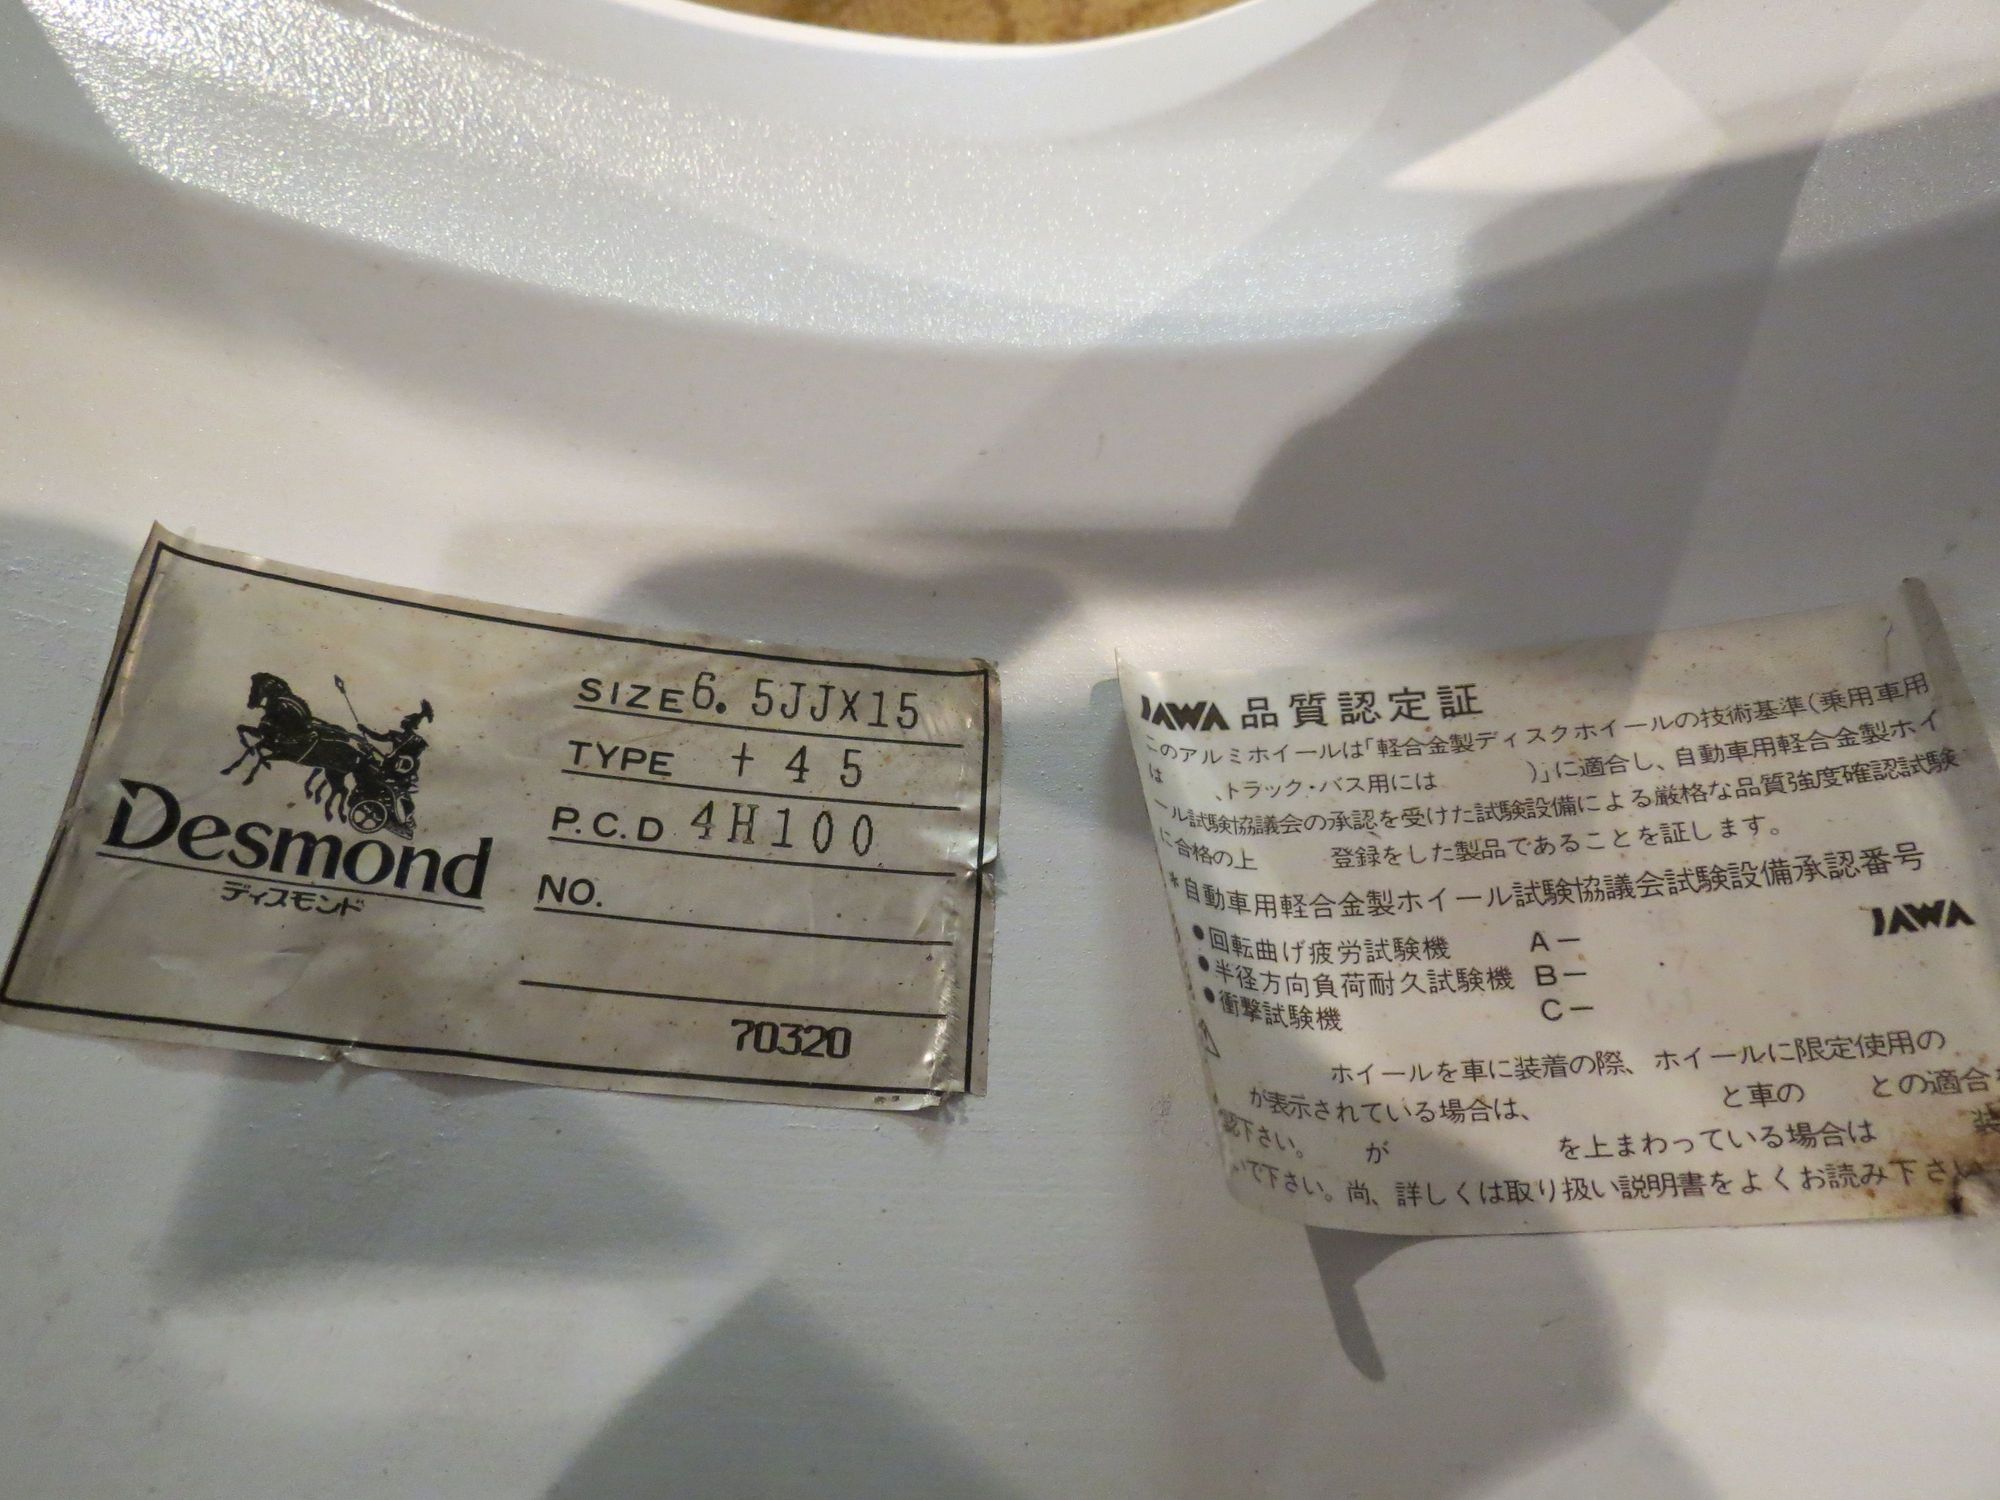 Desmond
ディスモンド
SIZE 6.5JJX15
TYPE +45
P.C.D 4H100
NO.
70320
JAWA 品質認定証
このアルミホイールは「軽合金製ディスクホイールの技術基準(乗用車用
は 、トラック・バス用には )」に適合し、自動車用軽合金製ホイ
ール試験協議会の承認を受けた試験設備による厳格な品質強度確認試験
に合格の上 登録をした製品であることを証します。
*自動車用軽合金製ホイール試験協議会試験設備承認番号
JAWA
●回転曲げ疲労試験機 A－
●半径方向負荷耐久試験機 B－
●衝撃試験機 C－
ホイールを車に装着の際、ホイールに限定使用の
が表示されている場合は、 と車の との適合
下さい。 が を上まわっている場合は 装
いで下さい。尚、詳しくは取り扱い説明書をよくお読み下さい